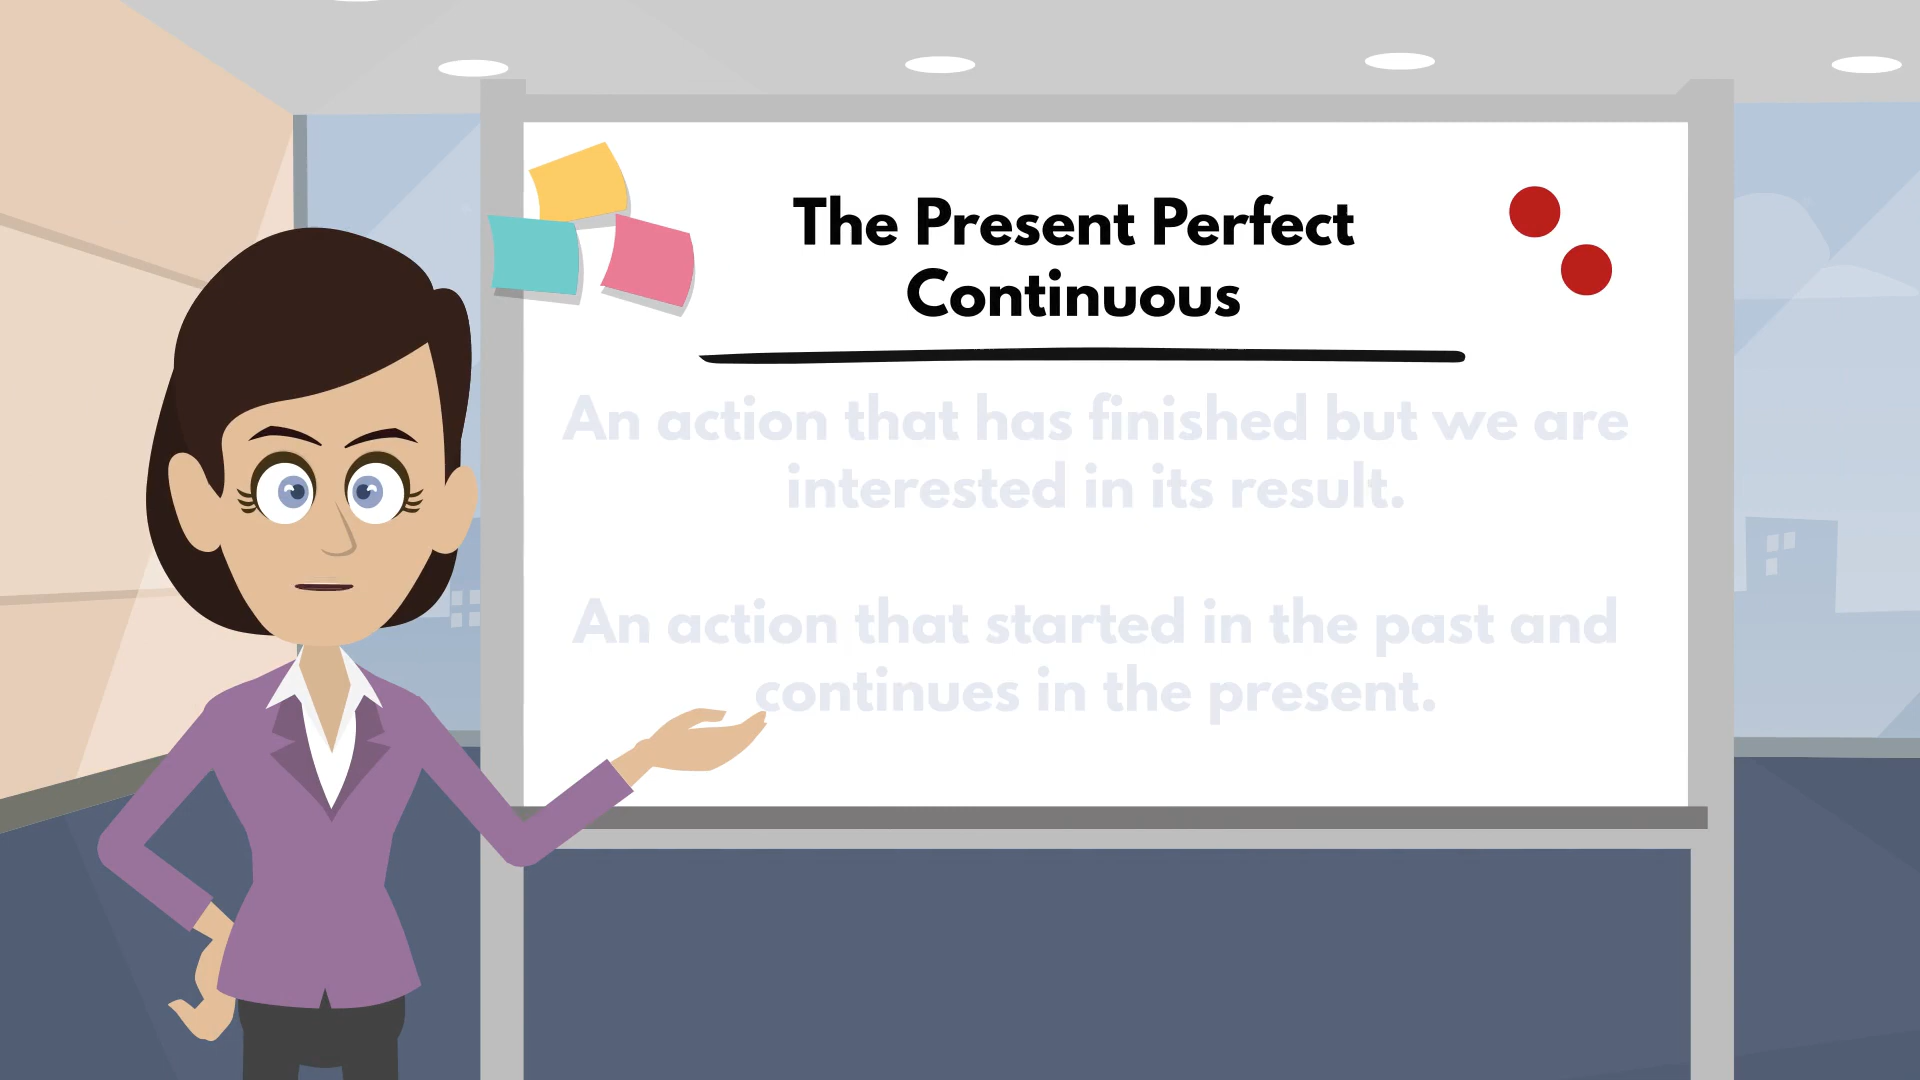 The Present Perfect
Continuous
An action that has finished but we are
interested in its result.
An action that started in the past and
continues in the present.